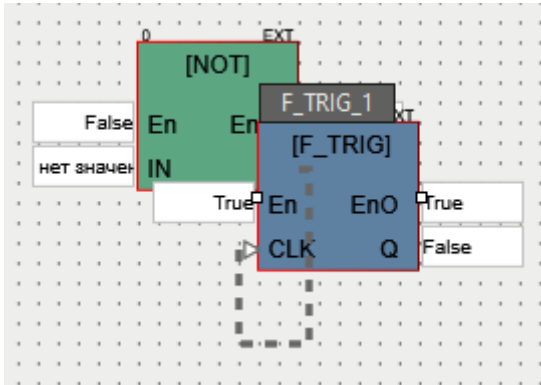 0 EXT
[NOT]
F_TRIG_1
False En En
[F_TRIG]
нет значен IN
True En EnO True
CLK Q False